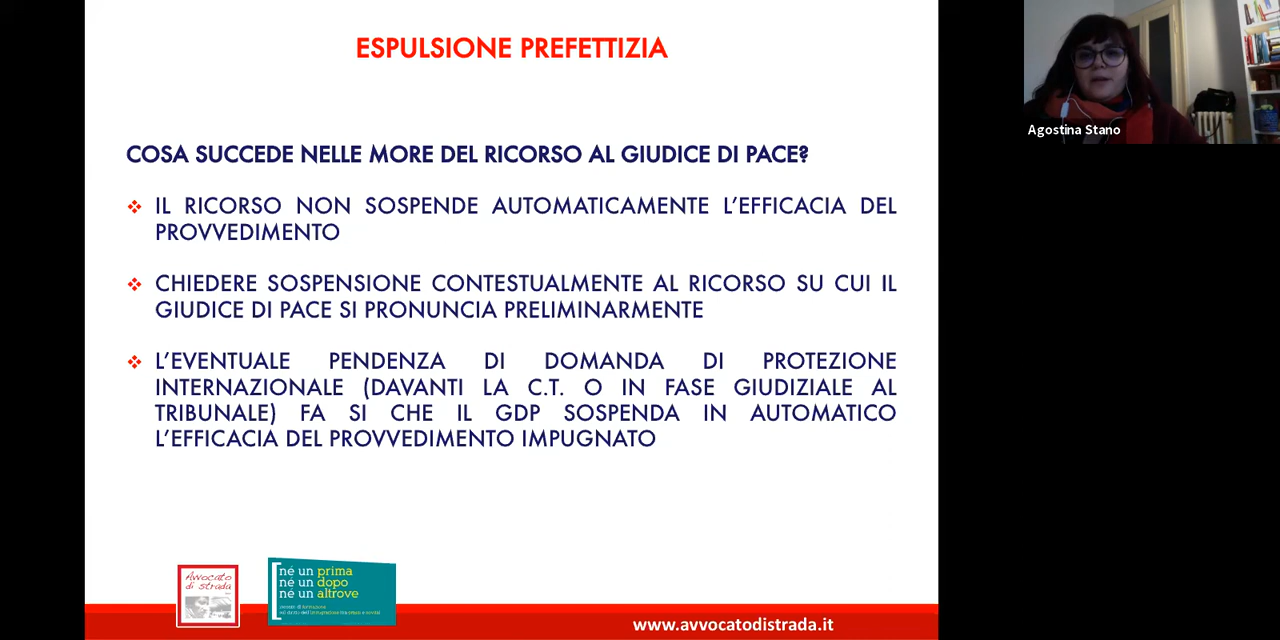 ESPULSIONE PREFETTIZIA
COSA SUCCEDE NELLE MORE DEL RICORSO AL GIUDICE DI PACE?
IL RICORSO NON SOSPENDE AUTOMATICAMENTE L'EFFICACIA DEL
PROVVEDIMENTO
CHIEDERE SOSPENSIONE CONTESTUALMENTE AL RICORSO SU CUI IL
GIUDICE DI PACE SI PRONUNCIA PRELIMINARMENTE
L'EVENTUALE PENDENZA DI DOMANDA DI PROTEZIONE
INTERNAZIONALE (DAVANTI LA C.T. O IN FASE GIUDIZIALE AL
TRIBUNALE) FA SI CHE IL GDP SOSPENDA IN AUTOMATICO
L'EFFICACIA DEL PROVVEDIMENTO IMPUGNATO
Avvocato
di strada
né un prima
né un dopo
né un altrove
www.avvocatodistrada.it
Agostina Stano